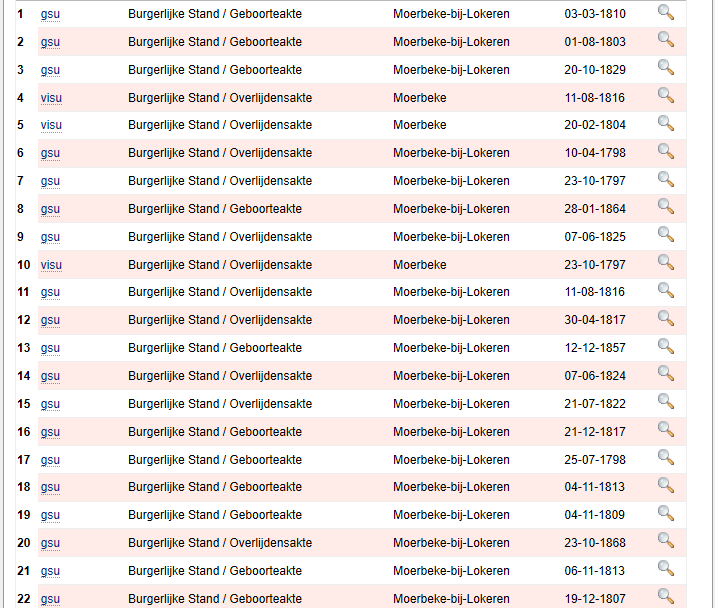 1 gsu Burgerlijke Stand / Geboorteakte Moerbeke-bij-Lokeren 03-03-1810
2 gsu Burgerlijke Stand / Geboorteakte Moerbeke-bij-Lokeren 01-08-1803
3 gsu Burgerlijke Stand / Geboorteakte Moerbeke-bij-Lokeren 20-10-1829
4 visu Burgerlijke Stand / Overlijdensakte Moerbeke 11-08-1816
5 visu Burgerlijke Stand / Overlijdensakte Moerbeke 20-02-1804
6 gsu Burgerlijke Stand / Overlijdensakte Moerbeke-bij-Lokeren 10-04-1798
7 gsu Burgerlijke Stand / Overlijdensakte Moerbeke-bij-Lokeren 23-10-1797
8 gsu Burgerlijke Stand / Geboorteakte Moerbeke-bij-Lokeren 28-01-1864
9 gsu Burgerlijke Stand / Overlijdensakte Moerbeke-bij-Lokeren 07-06-1825
10 visu Burgerlijke Stand / Overlijdensakte Moerbeke 23-10-1797
11 gsu Burgerlijke Stand / Overlijdensakte Moerbeke-bij-Lokeren 11-08-1816
12 gsu Burgerlijke Stand / Overlijdensakte Moerbeke-bij-Lokeren 30-04-1817
13 gsu Burgerlijke Stand / Geboorteakte Moerbeke-bij-Lokeren 12-12-1857
14 gsu Burgerlijke Stand / Overlijdensakte Moerbeke-bij-Lokeren 07-06-1824
15 gsu Burgerlijke Stand / Overlijdensakte Moerbeke-bij-Lokeren 21-07-1822
16 gsu Burgerlijke Stand / Geboorteakte Moerbeke-bij-Lokeren 21-12-1817
17 gsu Burgerlijke Stand / Geboorteakte Moerbeke-bij-Lokeren 25-07-1798
18 gsu Burgerlijke Stand / Geboorteakte Moerbeke-bij-Lokeren 04-11-1813
19 gsu Burgerlijke Stand / Geboorteakte Moerbeke-bij-Lokeren 04-11-1809
20 gsu Burgerlijke Stand / Overlijdensakte Moerbeke-bij-Lokeren 23-10-1868
21 gsu Burgerlijke Stand / Geboorteakte Moerbeke-bij-Lokeren 06-11-1813
22 gsu Burgerlijke Stand / Geboorteakte Moerbeke-bij-Lokeren 19-12-1807